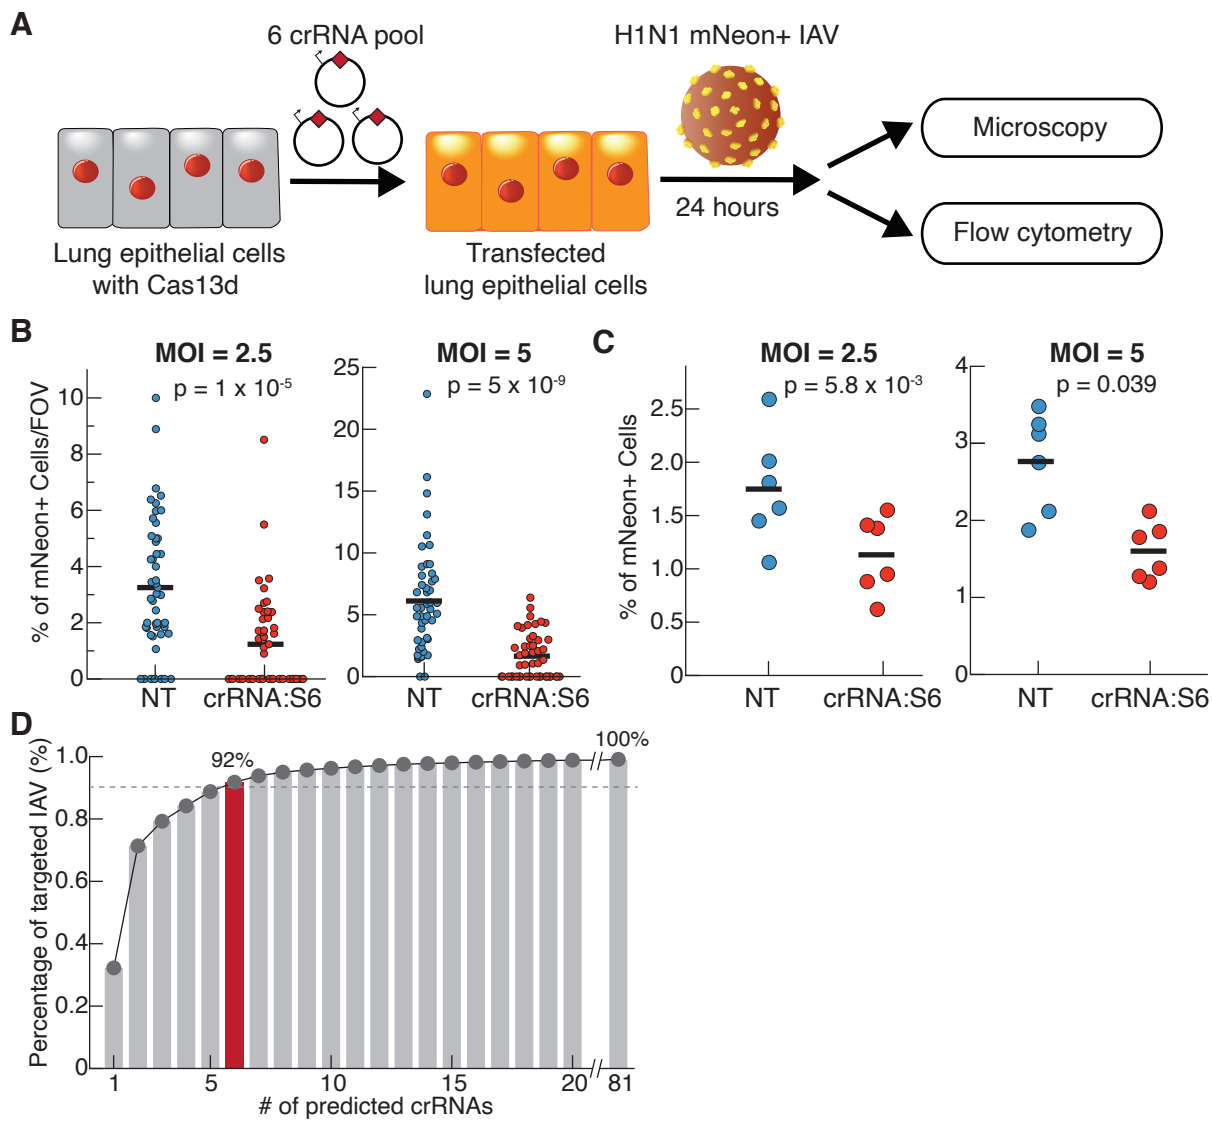 A
6 crRNA pool
H1N1 mNeon+ IAV
Microscopy
24 hours
Flow cytometry
Lung epithelial cells
with Cas13d
Transfected
lung epithelial cells
B
MOI = 2.5
p = 1 x 10-5
% of mNeon+ Cells/FOV
10
8
6
4
2
0
NT
crRNA:S6
MOI = 5
p = 5 x 10-9
25
20
15
10
5
0
NT
crRNA:S6
C
MOI = 2.5
p = 5.8 x 10-3
% of mNeon+ Cells
2.5
2.0
1.5
1.0
0.5
0
NT
crRNA:S6
MOI = 5
p = 0.039
4
3
2
1
0
NT
crRNA:S6
D
Percentage of targeted IAV (%)
1.0
0.8
0.6
0.4
0.2
0
92%
100%
1
5
10
15
20
81
# of predicted crRNAs